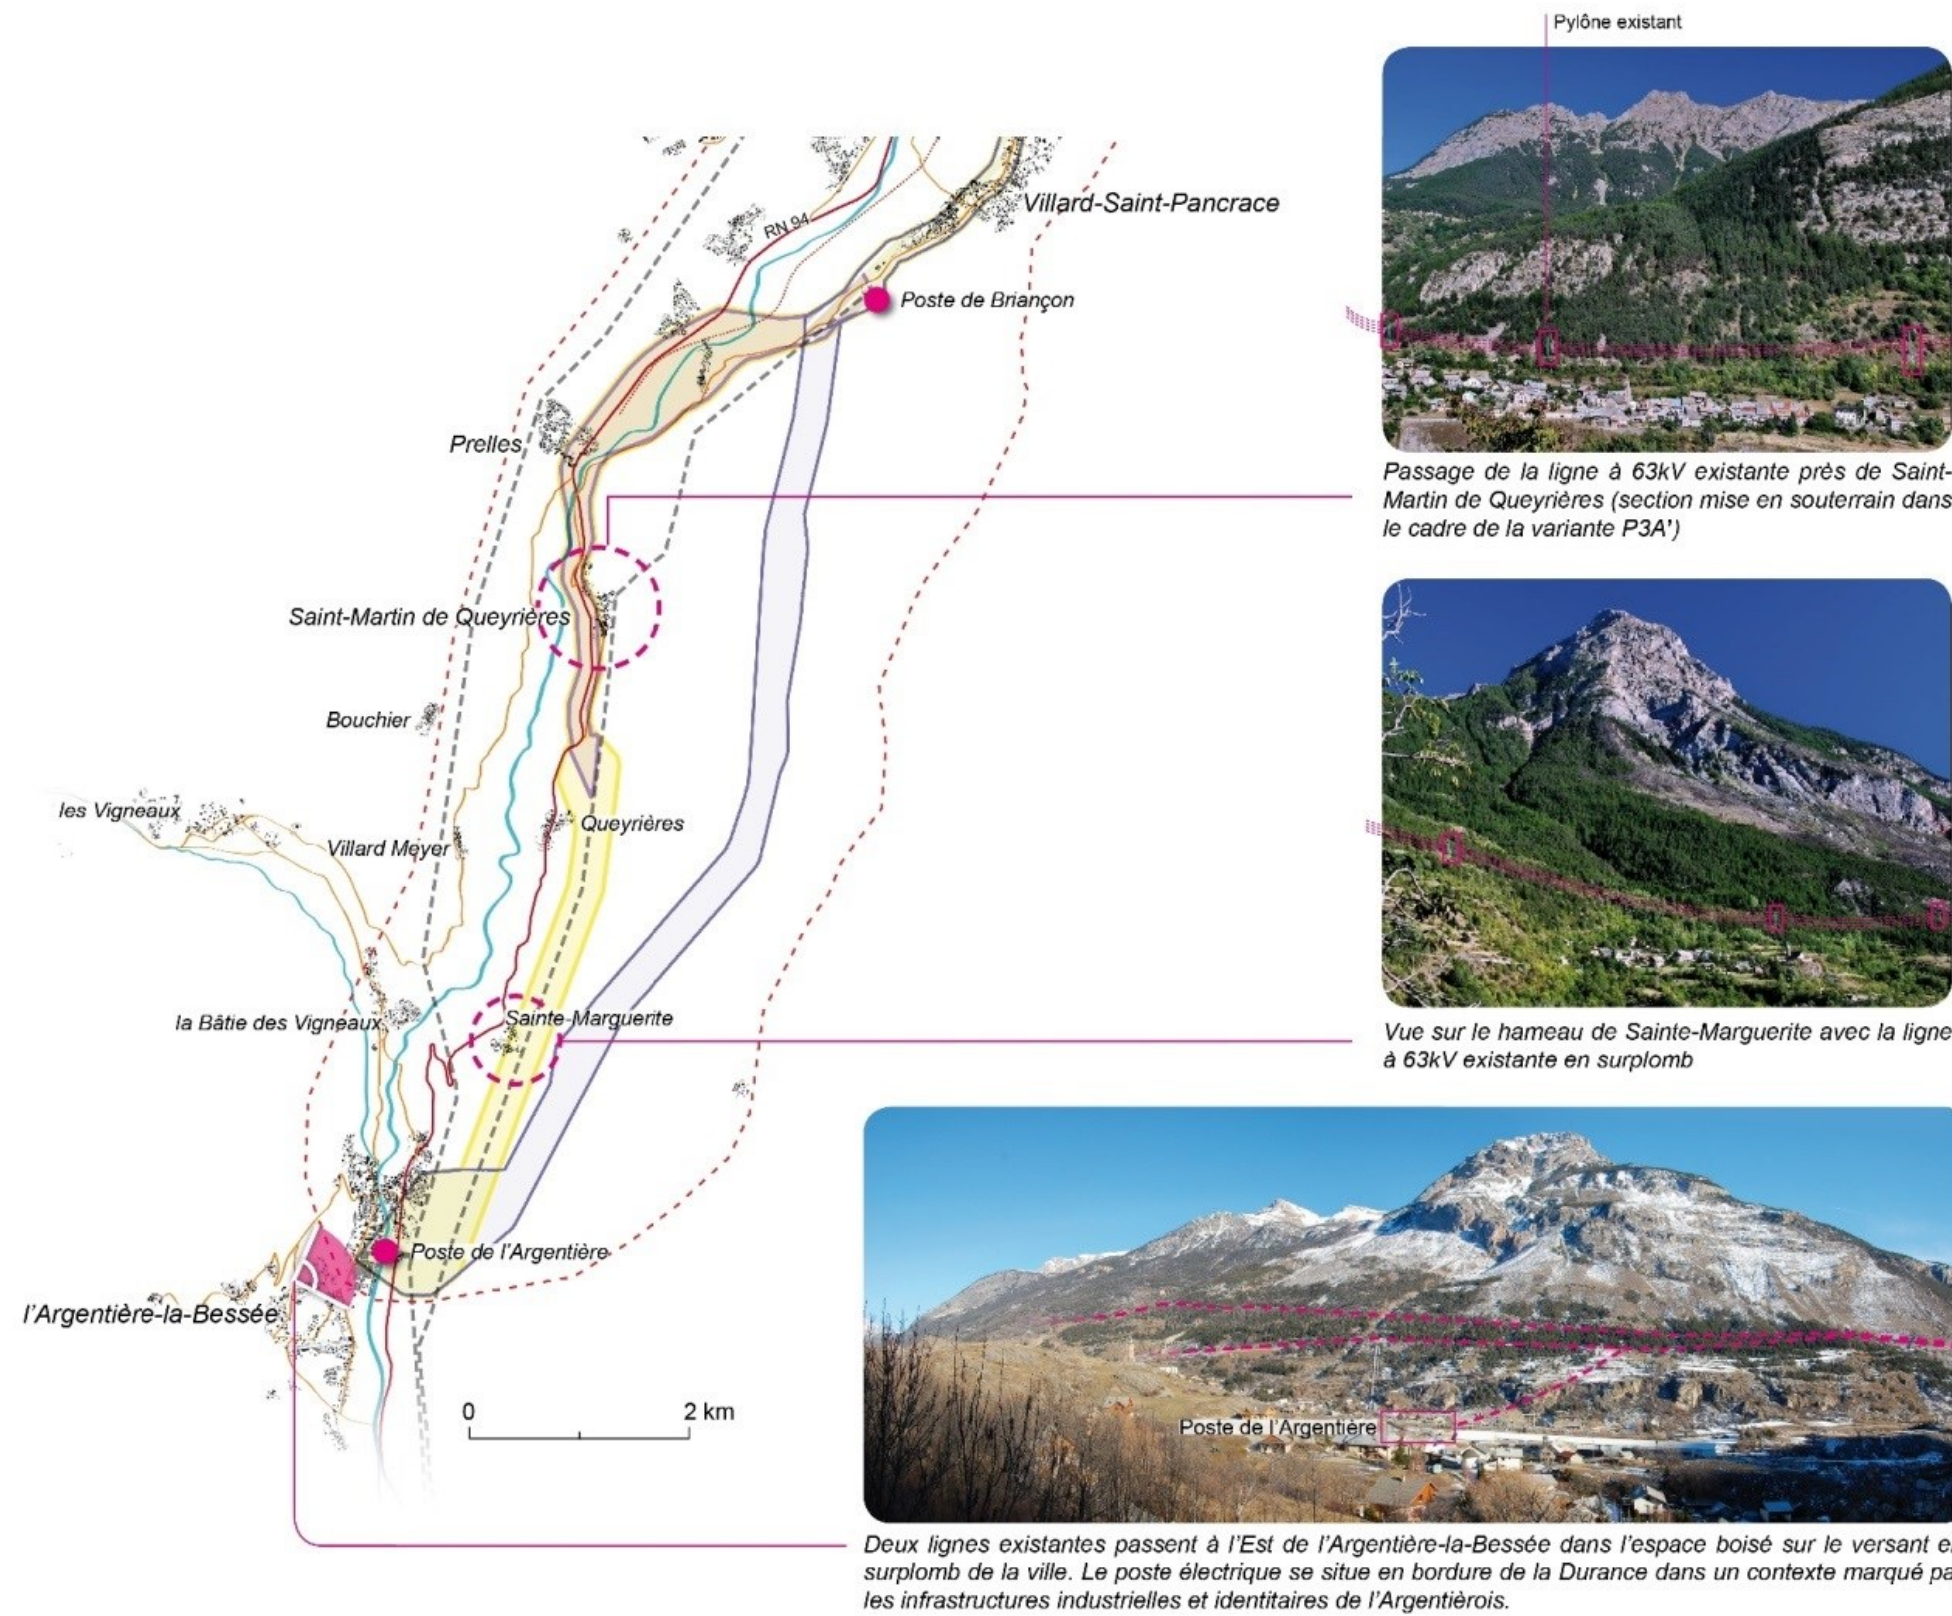 Pylône existant
Villard-Saint-Pancrace
RN 94
Poste de Briançon
Prelles
Passage de la ligne à 63kV existante près de Saint-
Martin de Queyrières (section mise en souterrain dans
le cadre de la variante P3A')
Saint-Martin de Queyrières
Bouchier
les Vigneaux
Queyrières
Villard Meyer
Sainte-Marguerite
la Bâtie des Vigneaux
Vue sur le hameau de Sainte-Marguerite avec la ligne
à 63kV existante en surplomb
Poste de l'Argentière
l'Argentière-la-Bessée
0 2 km
Poste de l'Argentière
Deux lignes existantes passent à l'Est de l'Argentière-la-Bessée dans l'espace boisé sur le versant
surplomb de la ville. Le poste électrique se situe en bordure de la Durance dans un contexte marqué
les infrastructures industrielles et identitaires de l'Argentièrois.